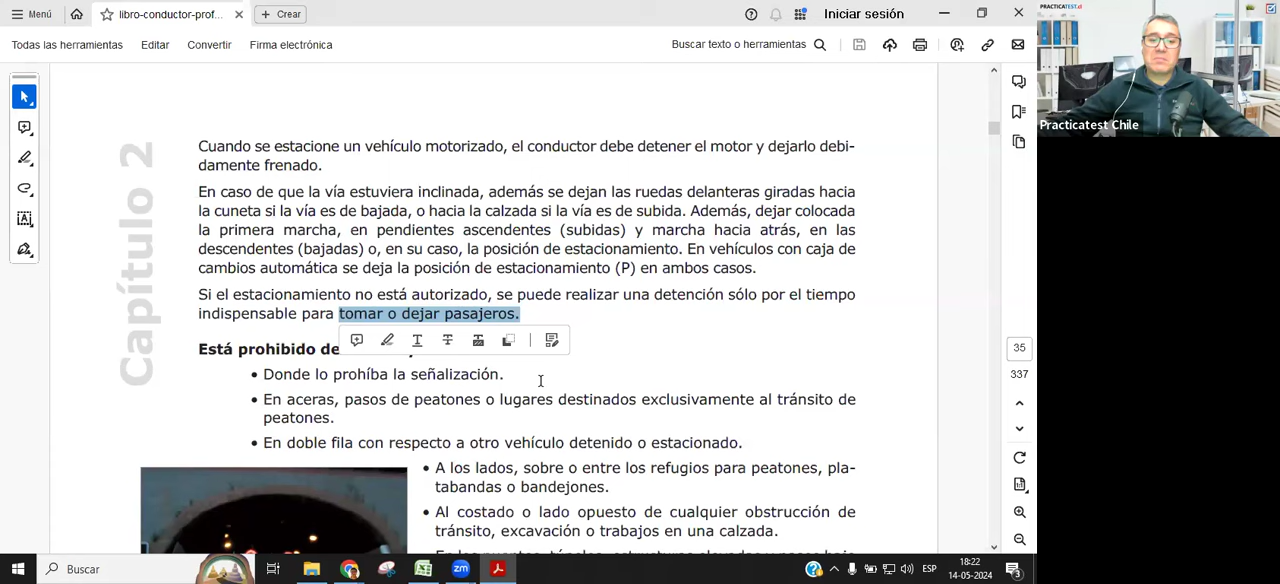 Menú
libro-conductor-prof...
Crear
Iniciar sesión
Todas las herramientas
Editar
Convertir
Firma electrónica
Buscar texto o herramientas
PRACTICATEST.cl
Practicatest Chile
Capítulo 2
Cuando se estacione un vehículo motorizado, el conductor debe detener el motor y dejarlo debi-
damente frenado.
En caso de que la vía estuviera inclinada, además se dejan las ruedas delanteras giradas hacia
la cuneta si la vía es de bajada, o hacia la calzada si la vía es de subida. Además, dejar colocada
la primera marcha, en pendientes ascendentes (subidas) y marcha hacia atrás, en las
descendentes (bajadas) o, en su caso, la posición de estacionamiento. En vehículos con caja de
cambios automática se deja la posición de estacionamiento (P) en ambos casos.
Si el estacionamiento no está autorizado, se puede realizar una detención sólo por el tiempo
indispensable para tomar o dejar pasajeros.
Está prohibido de
• Donde lo prohíba la señalización.
• En aceras, pasos de peatones o lugares destinados exclusivamente al tránsito de
peatones.
• En doble fila con respecto a otro vehículo detenido o estacionado.
• A los lados, sobre o entre los refugios para peatones, pla-
tabandas o bandejones.
• Al costado o lado opuesto de cualquier obstrucción de
tránsito, excavación o trabajos en una calzada.
35
337
Buscar
zm
ESP
18:22
14-05-2024
3